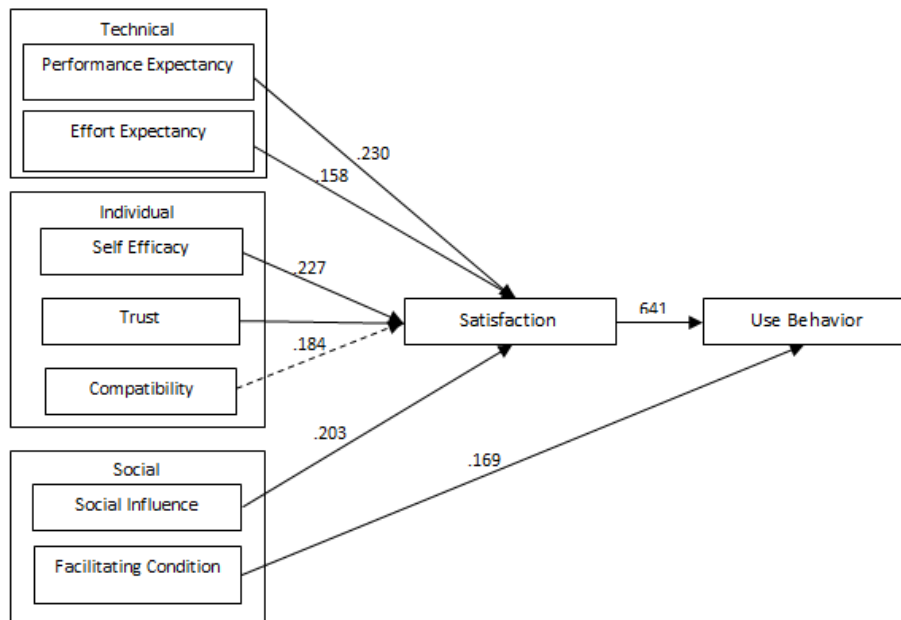 Technical
Performance Expectancy
Effort Expectancy
.230
.158
Individual
Self Efficacy
.227
Trust
.184
Compatibility
Satisfaction
.641
Use Behavior
.203
.169
Social
Social Influence
Facilitating Condition